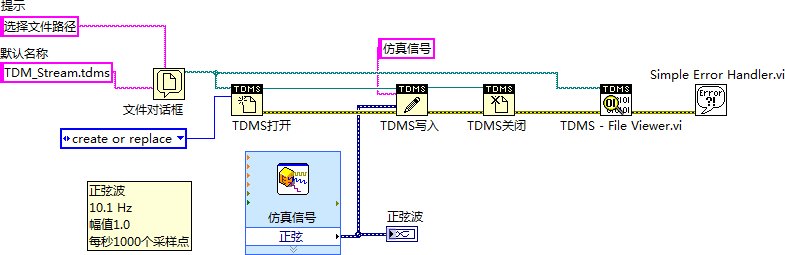 提示
选择文件路径
默认名称
TDM_Stream.tdms
文件对话框
create or replace
TDMS
TDMS打开
仿真信号
TDMS
TDMS写入
TDMS
TDMS关闭
TDMS
TDMS - File Viewer.vi
Simple Error Handler.vi
Error
?!
正弦波
10.1 Hz
幅值1.0
每秒1000个采样点
仿真信号
正弦
正弦波